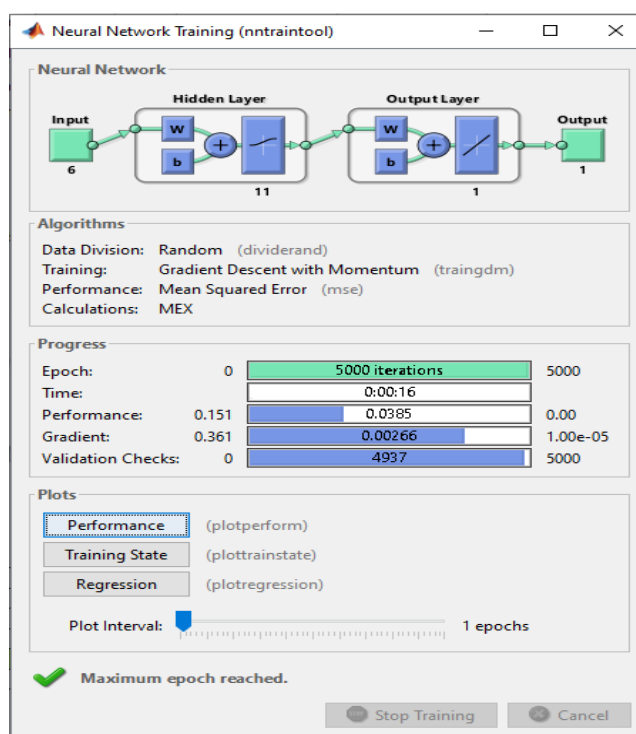 Neural Network Training (nntraintool)
Neural Network
Hidden Layer
Output Layer
Input
Output
W
b
W
b
6
11
1
1
Algorithms
Data Division: Random (dividerand)
Training: Gradient Descent with Momentum (traingdm)
Performance: Mean Squared Error (mse)
Calculations: MEX
Progress
Epoch: 0 5000 iterations 5000
Time: 0:00:16
Performance: 0.151 0.0385 0.00
Gradient: 0.361 0.00266 1.00e-05
Validation Checks: 0 4937 5000
Plots
Performance (plotperform)
Training State (plottrainstate)
Regression (plotregression)
Plot Interval: 1 epochs
Maximum epoch reached.
Stop Training Cancel